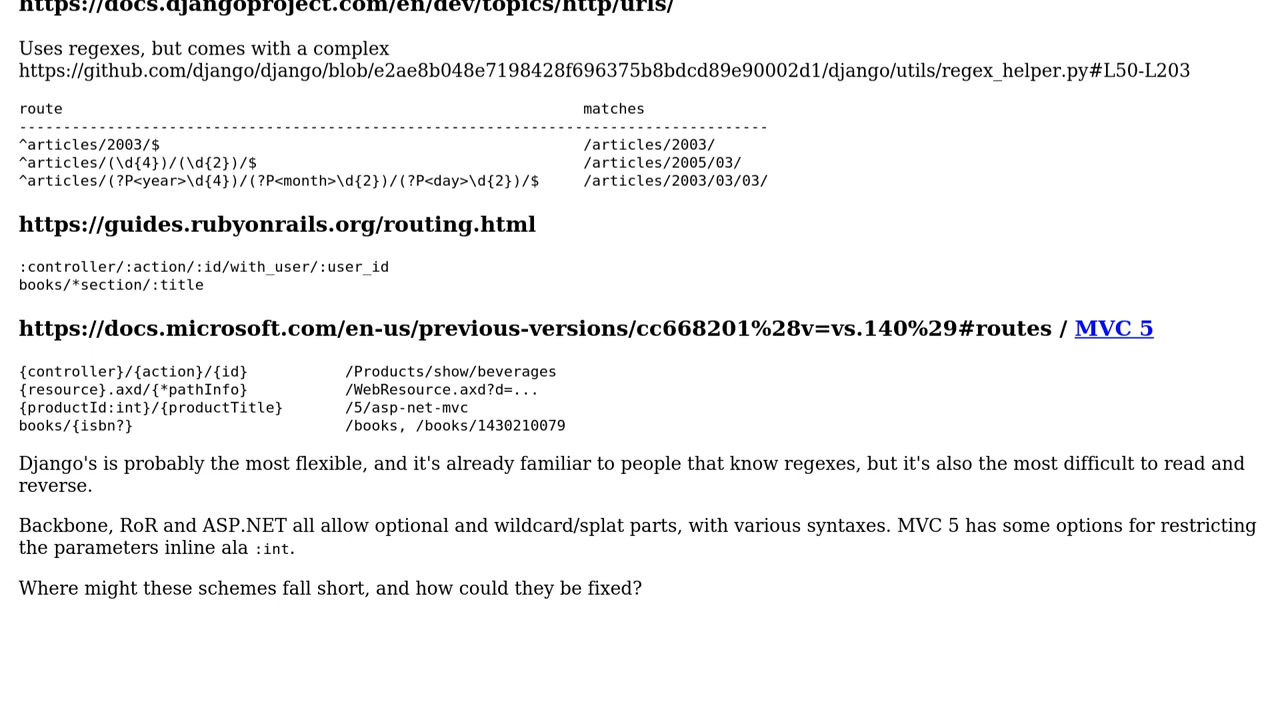 https://docs.djangoproject.com/en/dev/topics/http/urls/
Uses regexes, but comes with a complex
https://github.com/django/django/blob/e2ae8b048e7198428f696375b8bdcd89e90002d1/django/utils/regex_helper.py#L50-L203
route                                                           matches
-------------------------------------------------------------------------------------
^articles/2003/$                                                /articles/2003/
^articles/(\d{4})/(\d{2})/$                                     /articles/2005/03/
^articles/(?P<year>\d{4})/(?P<month>\d{2})/(?P<day>\d{2})/$     /articles/2003/03/03/
https://guides.rubyonrails.org/routing.html
:controller/:action/:id/with_user/:user_id
books/*section/:title
https://docs.microsoft.com/en-us/previous-versions/cc668201%28v=vs.140%29#routes / MVC 5
{controller}/{action}/{id}           /Products/show/beverages
{resource}.axd/{*pathInfo}           /WebResource.axd?d=...
{productId:int}/{productTitle}       /5/asp-net-mvc
books/{isbn?}                        /books, /books/1430210079
Django's is probably the most flexible, and it's already familiar to people that know regexes, but it's also the most difficult to read and
reverse.
Backbone, RoR and ASP.NET all allow optional and wildcard/splat parts, with various syntaxes. MVC 5 has some options for restricting
the parameters inline ala :int.
Where might these schemes fall short, and how could they be fixed?